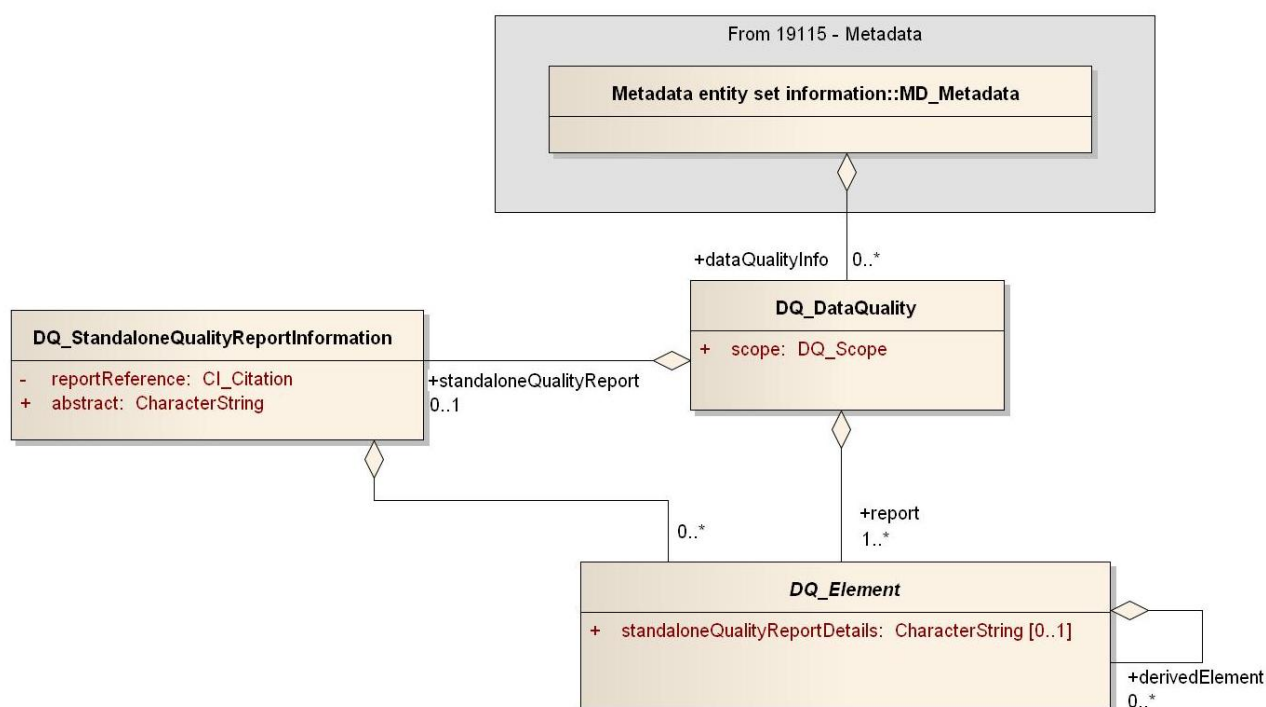 From 19115 - Metadata
Metadata entity set information::MD_Metadata
+dataQualityInfo 0..*
DQ_DataQuality
+ scope: DQ_Scope
DQ_StandaloneQualityReportInformation
- reportReference: CI_Citation
+ abstract: CharacterString
+standaloneQualityReport
0..1
+report
1..*
0..*
DQ_Element
+ standaloneQualityReportDetails: CharacterString [0..1]
+derivedElement
0..*